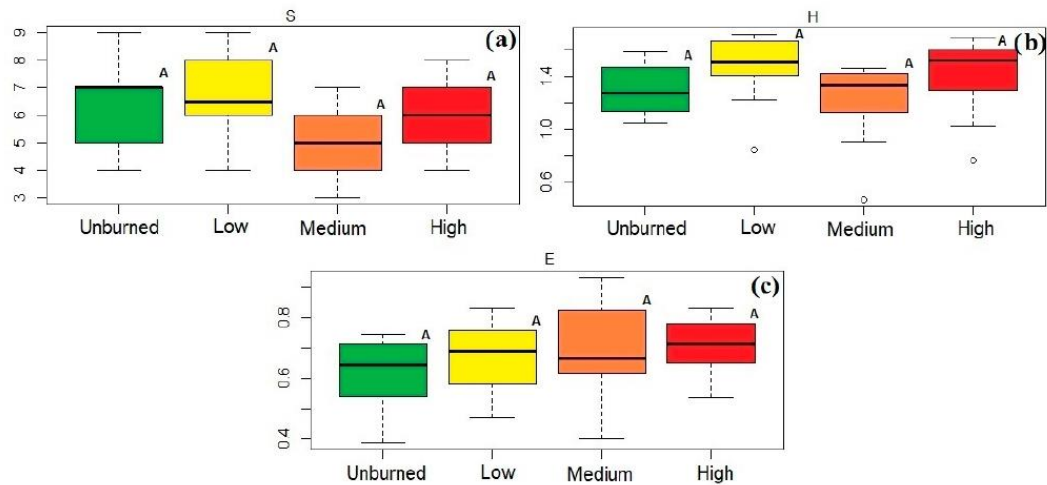 S
(a)
9
8
7
6
5
4
3
A
A
A
A
Unburned Low Medium High
H
(b)
1.4
1.0
0.6
A
A
A
A
Unburned Low Medium High
E
(c)
0.8
0.6
0.4
A
A
A
A
Unburned Low Medium High